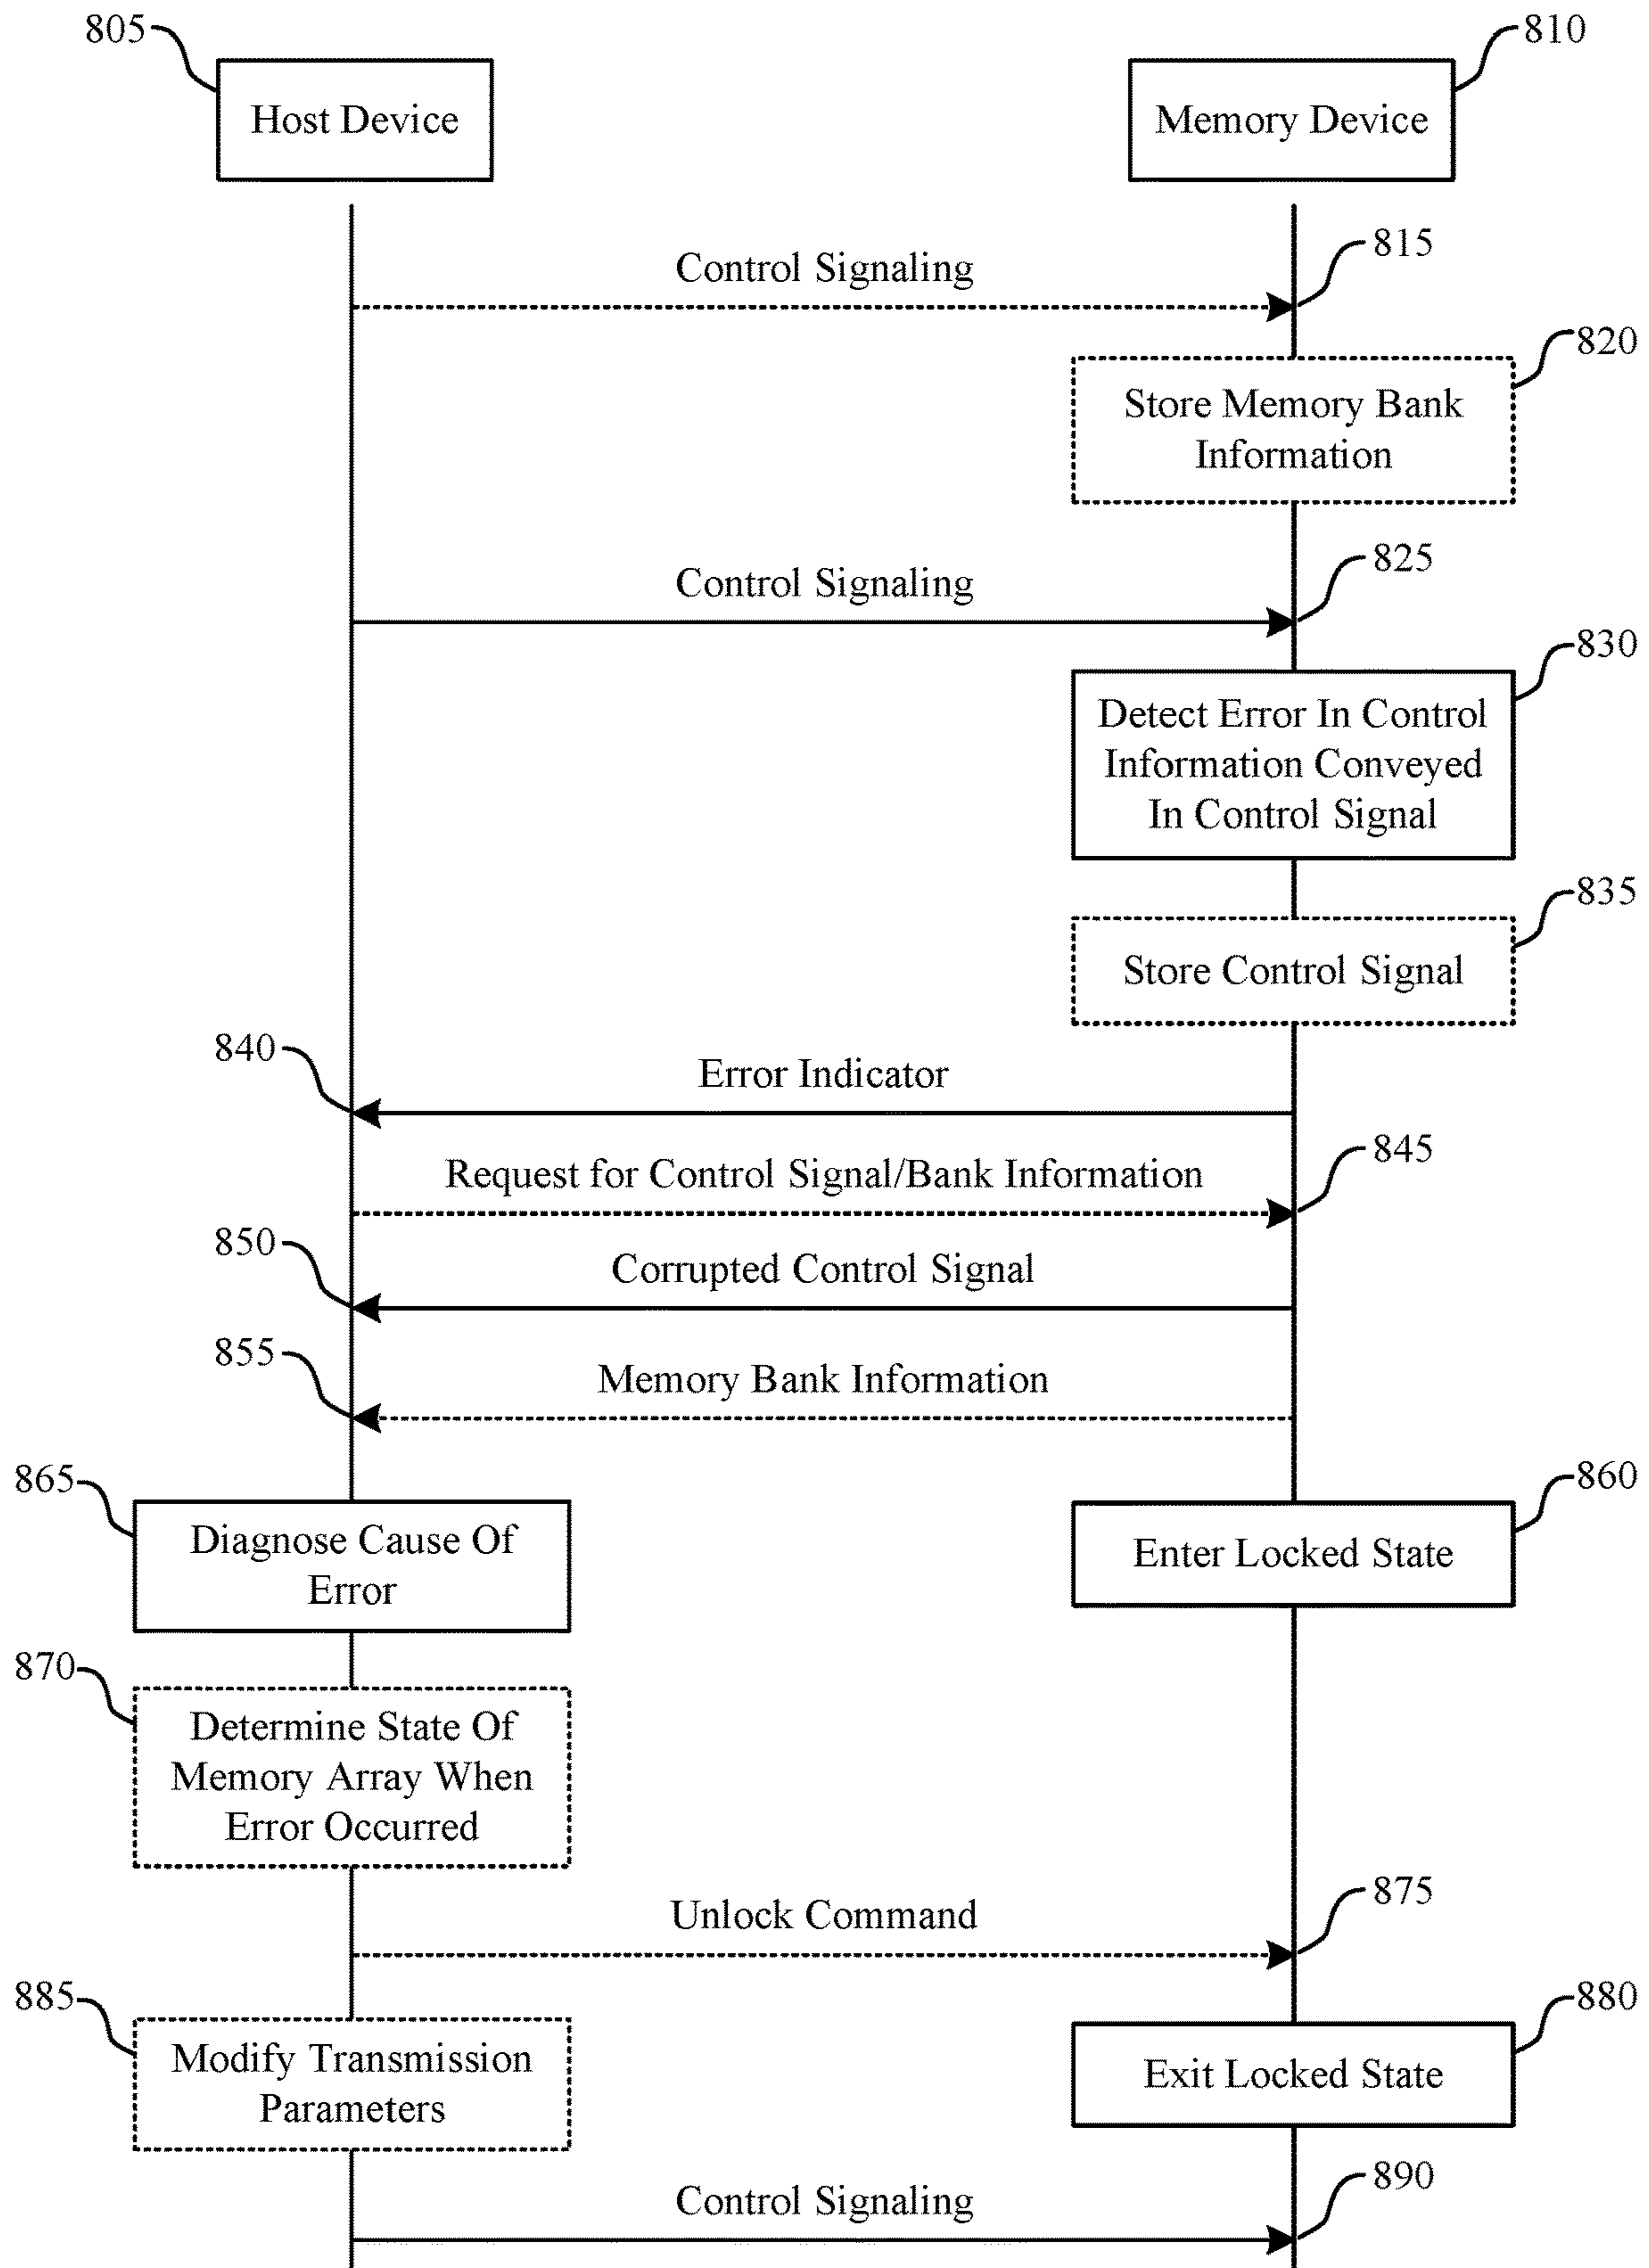 805
810
Host Device
Memory Device
Control Signaling
815
820
Store Memory Bank
Information
Control Signaling
825
830
Detect Error In Control
Information Conveyed
In Control Signal
835
Store Control Signal
840
Error Indicator
Request for Control Signal/Bank Information
845
850
Corrupted Control Signal
855
Memory Bank Information
865
860
Diagnose Cause Of
Error
Enter Locked State
870
Determine State Of
Memory Array When
Error Occurred
Unlock Command
875
885
880
Modify Transmission
Parameters
Exit Locked State
Control Signaling
890